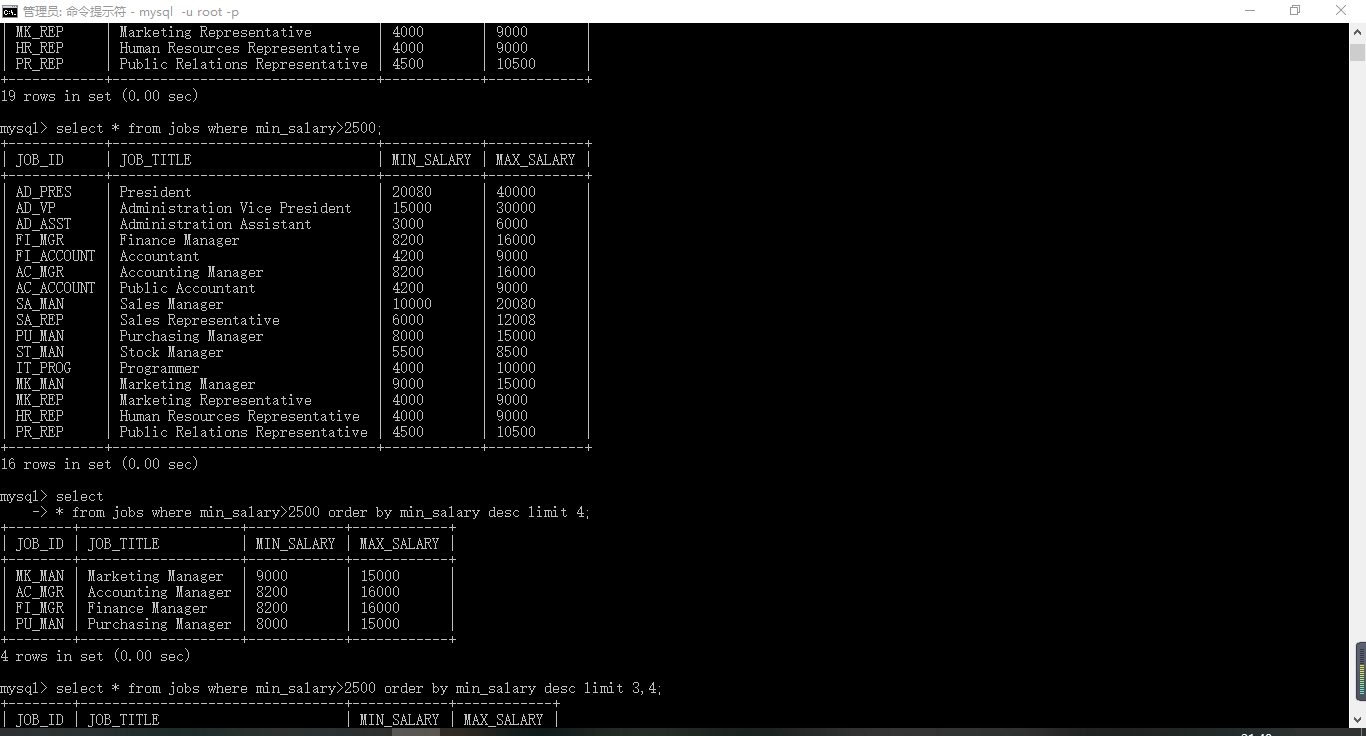 管理员: 命令提示符 - mysql -u root -p
| MK_REP | Marketing Representative | 4000 | 9000 |
| HR_REP | Human Resources Representative | 4000 | 9000 |
| PR_REP | Public Relations Representative | 4500 | 10500 |
+------------+---------------------------------+------------+------------+
19 rows in set (0.00 sec)
mysql> select * from jobs where min_salary>2500;
+------------+---------------------------------+------------+------------+
| JOB_ID | JOB_TITLE | MIN_SALARY | MAX_SALARY |
+------------+---------------------------------+------------+------------+
| AD_PRES | President | 20080 | 40000 |
| AD_VP | Administration Vice President | 15000 | 30000 |
| AD_ASST | Administration Assistant | 3000 | 6000 |
| FI_MGR | Finance Manager | 8200 | 16000 |
| FI_ACCOUNT | Accountant | 4200 | 9000 |
| AC_MGR | Accounting Manager | 8200 | 16000 |
| AC_ACCOUNT | Public Accountant | 4200 | 9000 |
| SA_MAN | Sales Manager | 10000 | 20080 |
| SA_REP | Sales Representative | 6000 | 12008 |
| PU_MAN | Purchasing Manager | 8000 | 15000 |
| ST_MAN | Stock Manager | 5500 | 8500 |
| IT_PROG | Programmer | 4000 | 10000 |
| MK_MAN | Marketing Manager | 9000 | 15000 |
| MK_REP | Marketing Representative | 4000 | 9000 |
| HR_REP | Human Resources Representative | 4000 | 9000 |
| PR_REP | Public Relations Representative | 4500 | 10500 |
+------------+---------------------------------+------------+------------+
16 rows in set (0.00 sec)
mysql> select
-> * from jobs where min_salary>2500 order by min_salary desc limit 4;
+--------+--------------------+------------+------------+
| JOB_ID | JOB_TITLE | MIN_SALARY | MAX_SALARY |
+--------+--------------------+------------+------------+
| MK_MAN | Marketing Manager | 9000 | 15000 |
| AC_MGR | Accounting Manager | 8200 | 16000 |
| FI_MGR | Finance Manager | 8200 | 16000 |
| PU_MAN | Purchasing Manager | 8000 | 15000 |
+--------+--------------------+------------+------------+
4 rows in set (0.00 sec)
mysql> select * from jobs where min_salary>2500 order by min_salary desc limit 3,4;
+--------+---------------------------------+------------+------------+
| JOB_ID | JOB_TITLE | MIN_SALARY | MAX_SALARY |